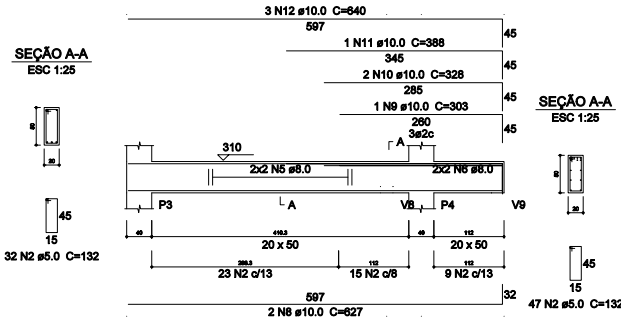 3 N12 ø10.0 C=640
597
45
1 N11 ø10.0 C=388
345
45
2 N10 ø10.0 C=328
285
45
1 N9 ø10.0 C=303
260
45
3ø2c
SEÇÃO A-A
ESC 1:25
20
45
15
32 N2 ø5.0 C=132
SEÇÃO A-A
ESC 1:25
20
45
15
47 N2 ø5.0 C=132
A
310
2x2 N5 ø8.0
2x2 N6 ø8.0
P3
A
V8
P4
V9
410.3
112
20 x 50
20 x 50
112
112
23 N2 c/13
15 N2 c/8
9 N2 c/13
597
32
2 N8 ø10.0 C=627